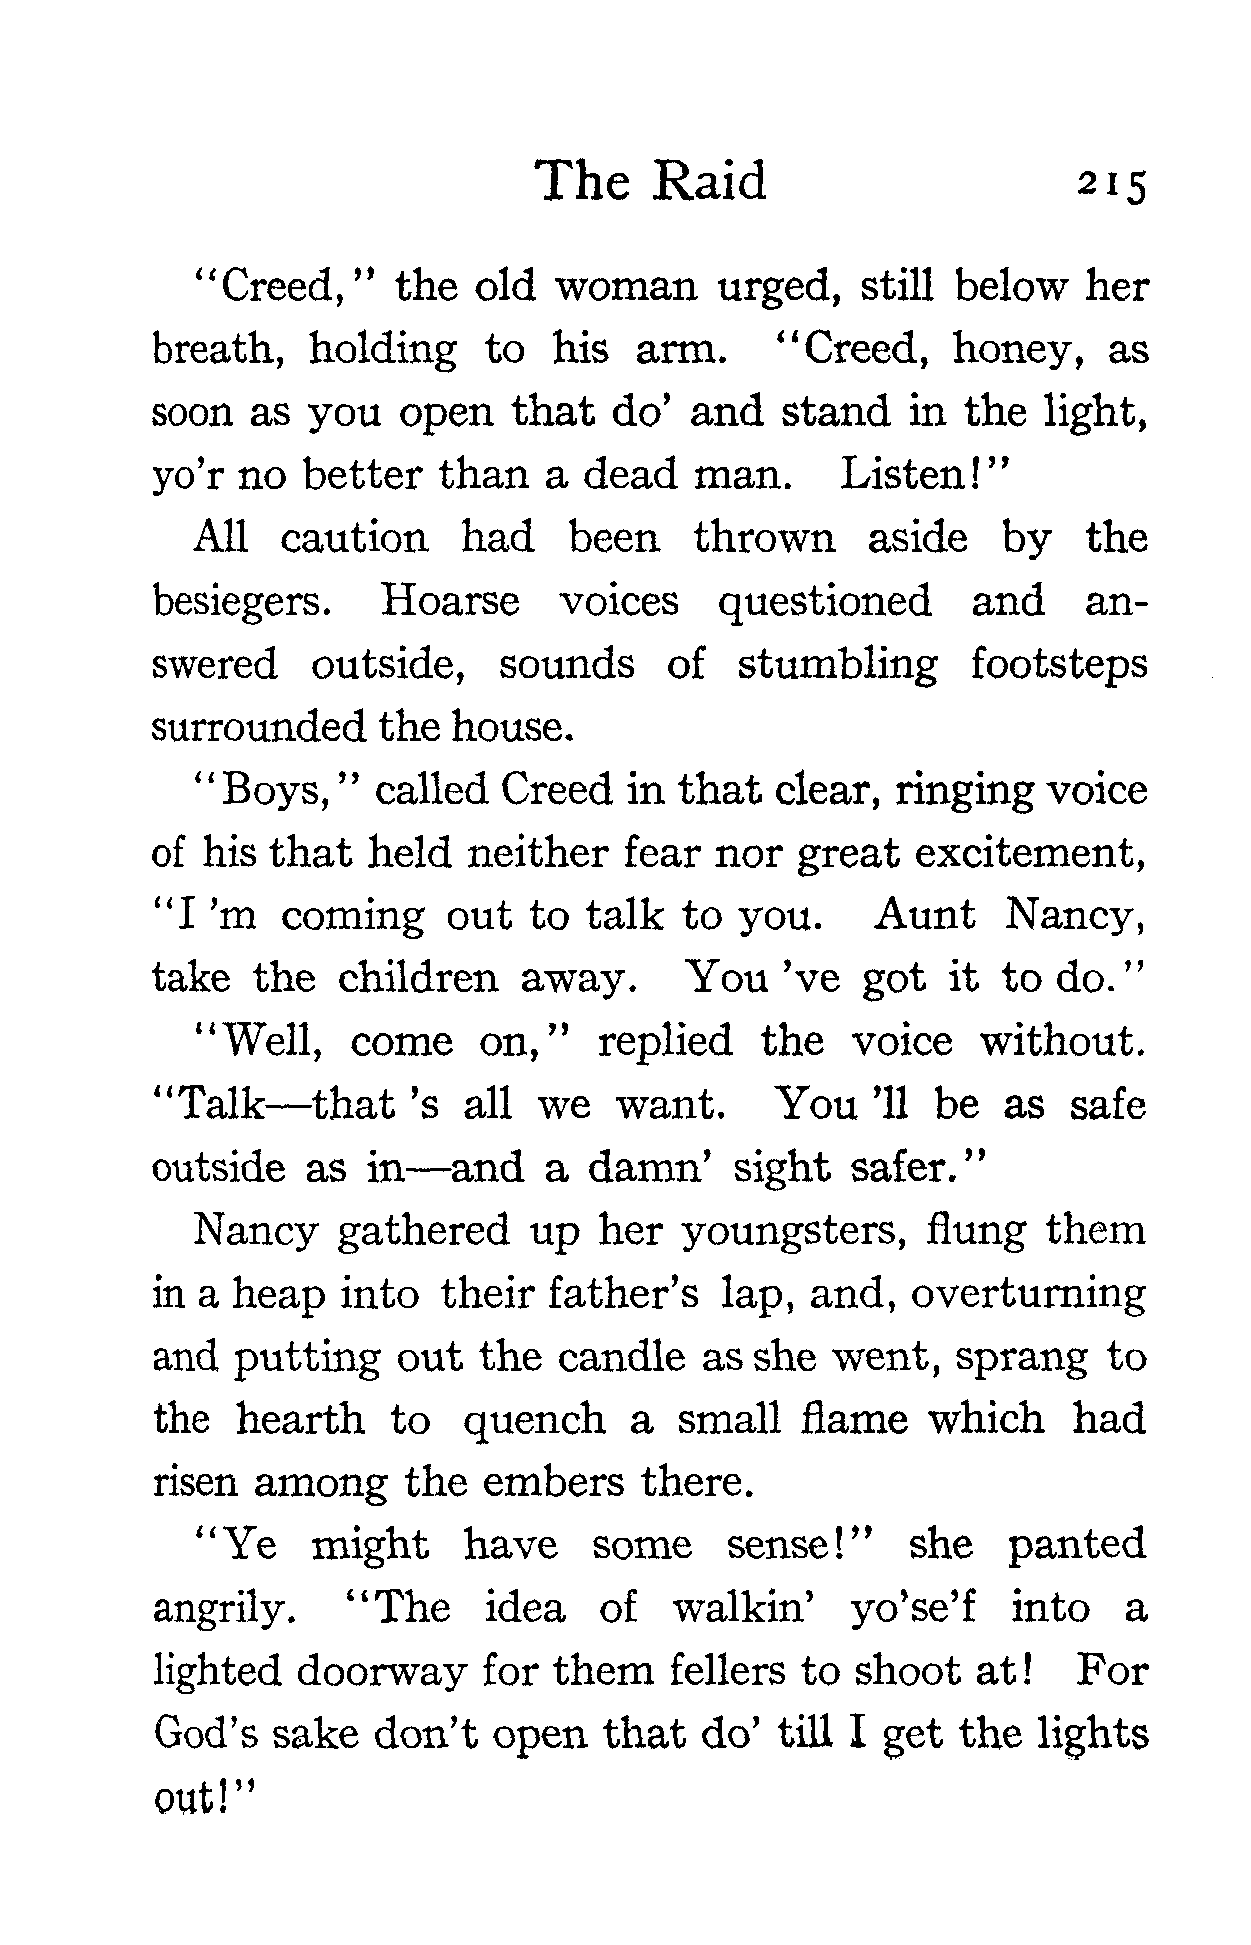 The Raid 215
"Creed," the old woman urged, still below her
breath, holding to his arm. "Creed, honey, as
soon as you open that do' and stand in the light,
yo'r no better than a dead man. Listen!"
All caution had been thrown aside by the
besiegers. Hoarse voices questioned and an-
swered outside, sounds of stumbling footsteps
surrounded the house.
"Boys," called Creed in that clear, ringing voice
of his that held neither fear nor great excitement,
"I 'm coming out to talk to you. Aunt Nancy,
take the children away. You 've got it to do."
"Well, come on," replied the voice without.
"Talk—that 's all we want. You 'll be as safe
outside as in—and a damn' sight safer."
Nancy gathered up her youngsters, flung them
in a heap into their father's lap, and, overturning
and putting out the candle as she went, sprang to
the hearth to quench a small flame which had
risen among the embers there.
"Ye might have some sense!" she panted
angrily. "The idea of walkin' yo'se'f into a
lighted doorway for them fellers to shoot at! For
God's sake don't open that do' till I get the lights
out!"